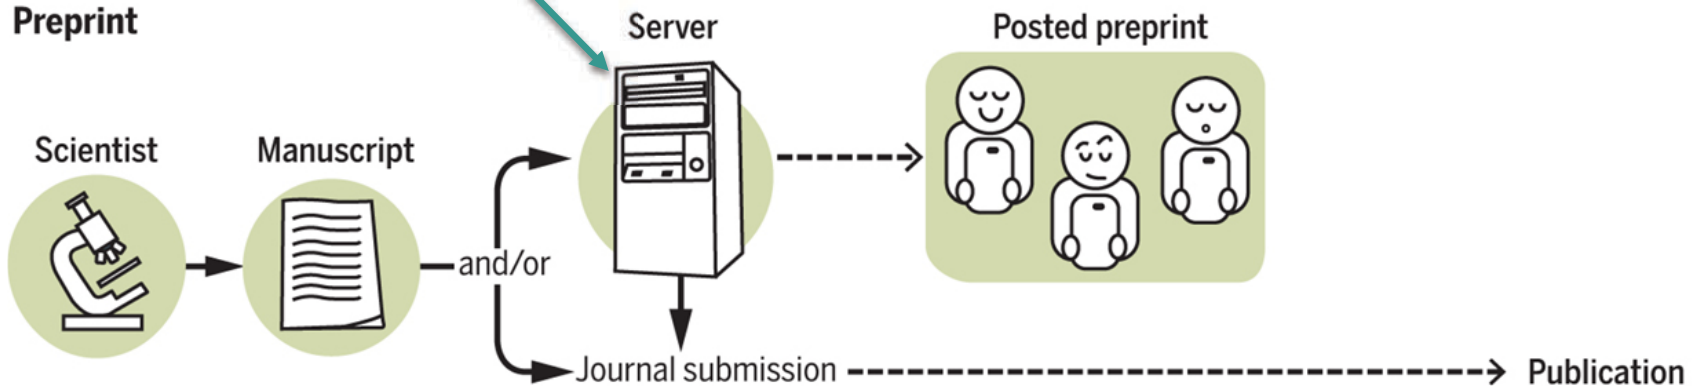 Preprint
Server
Posted preprint
Scientist
Manuscript
and/or
Journal submission
Publication